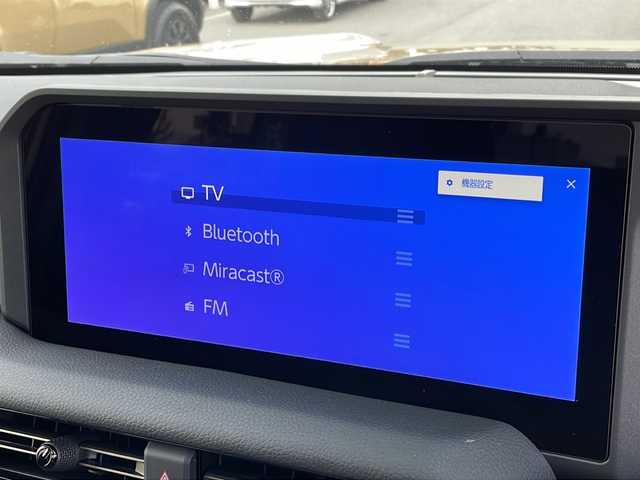 TV
機器設定
Bluetooth
Miracast®
FM